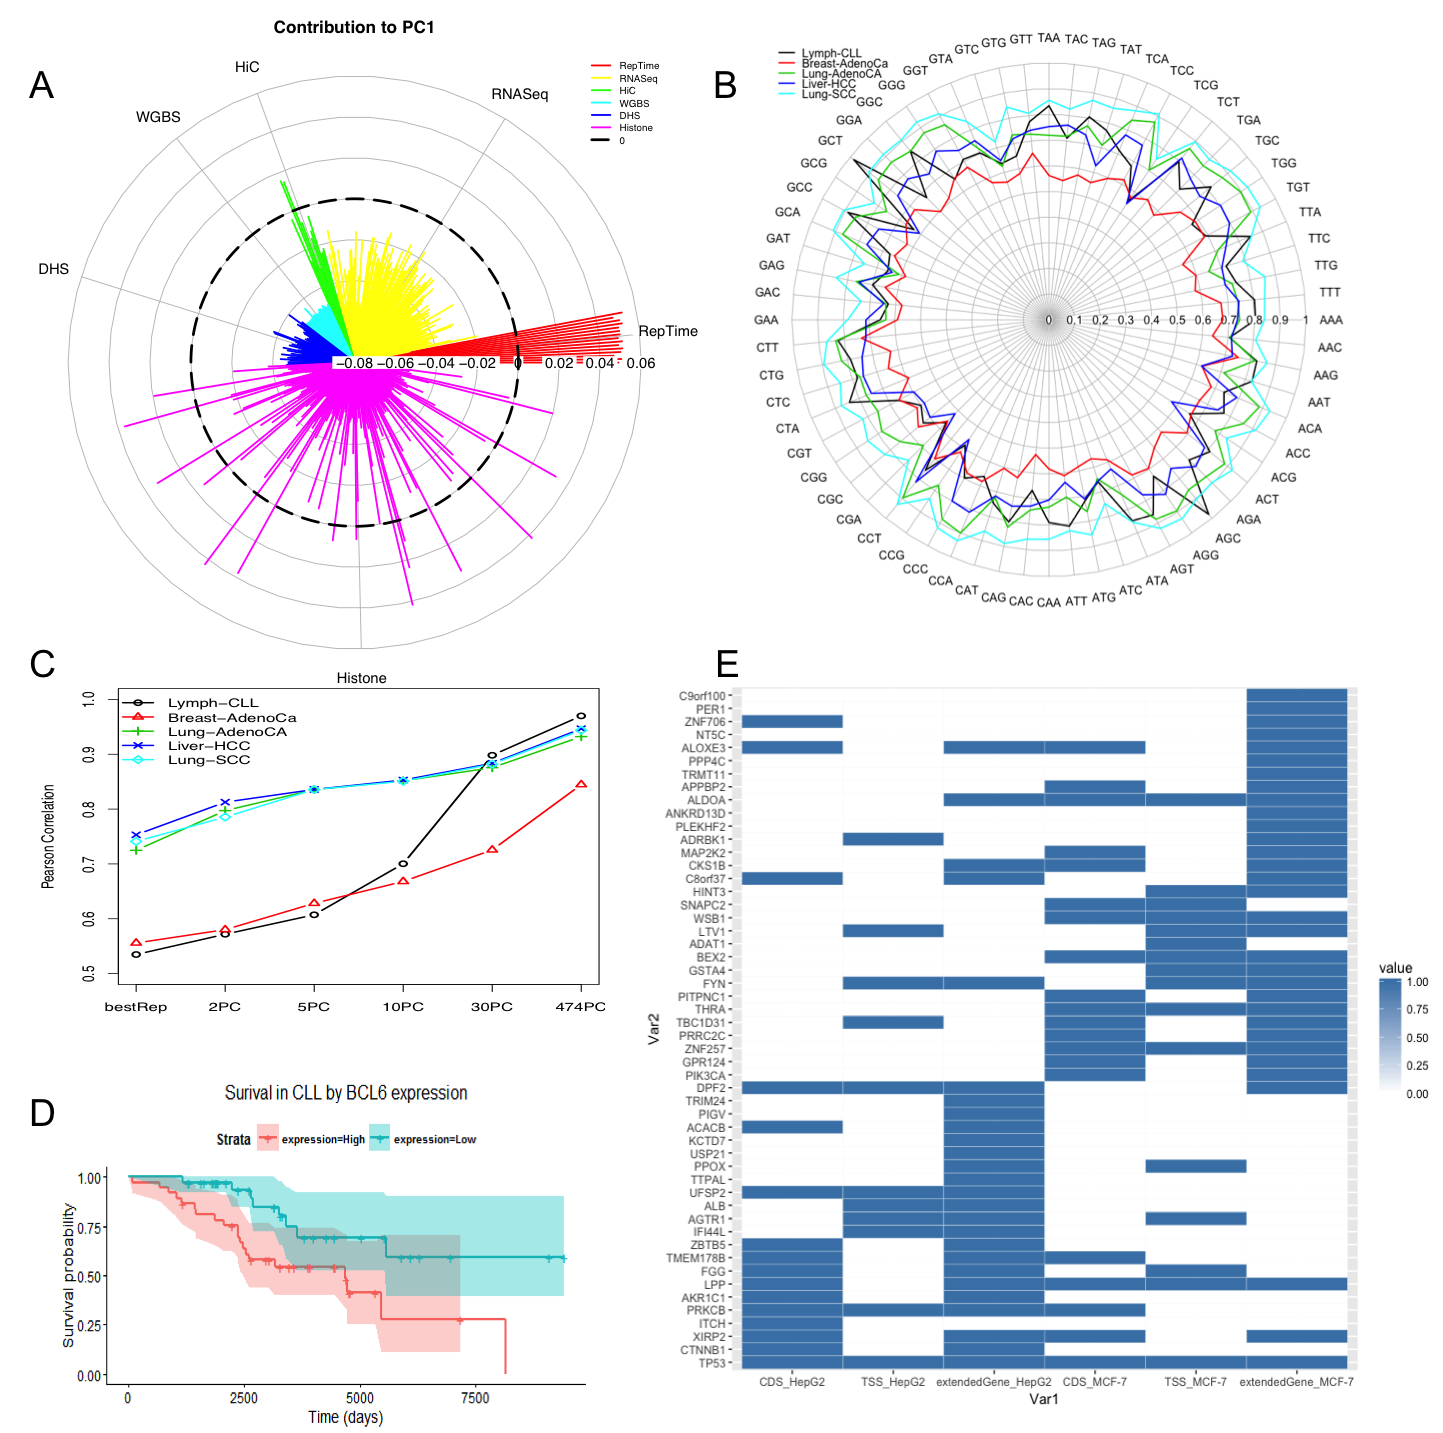 Contribution to PC1
A
HiC
WGBS
RNASeq
DHS
RepTime
RepTime
RNASeq
HiC
WGBS
DHS
Histone
0
−0.08 −0.06 −0.04 −0.02 0 0.02 0.04 0.06
Histone
B
Lymph-CLL
Breast-AdenoCa
Lung-AdenoCA
Liver-HCC
Lung-SCC
TAA TAC TAG TAT TCA TCC TCG TCT TGA TGC TGG TGT TTA TTC TTG TTT
AAA AAC AAG AAT ACA ACC ACG ACT AGA AGC AGG AGT ATA ATC ATG ATT
CAA CAC CAG CAT CCA CCC CCG CCT CGA CGC CGG CGT CTA CTC CTG CTT
GAA GAC GAG GAT GCA GCC GCG GCT GGA GGC GGG GGT GTA GTC GTG GTT
0 0.1 0.2 0.3 0.4 0.5 0.6 0.7 0.8 0.9 1
C
Lymph−CLL
Breast−AdenoCa
Lung−AdenoCA
Liver−HCC
Lung−SCC
Pearson Correlation
1.0
0.9
0.8
0.7
0.6
0.5
bestRep 2PC 5PC 10PC 30PC 474PC
D
Surival in CLL by BCL6 expression
Strata expression=High expression=Low
Survival probability
1.00
0.75
0.50
0.25
0.00
0 2500 5000 7500
Time (days)
E
Var2
C9orf100
PER1
ZNF706
NT5C
ALOXE3
PPP4C
TRMT11
APPBP2
ALDOA
ANKRD13D
PLEKHF2
ADRBK1
MAP2K2
CKS1B
C8orf37
HINT3
SNAPC2
WSB1
LTV1
ADAT1
BEX2
GSTA4
FYN
PITPNC1
THRA
TBC1D31
PRRC2C
ZNF257
GPR124
PIK3CA
DPF2
TRIM24
PIGV
ACACB
KCTD7
USP21
PPOX
TTPAL
UFSP2
ALB
AGTR1
IFI44L
ZBTB5
TMEM178B
FGG
LPP
AKR1C1
PRKCB
ITCH
XIRP2
CTNNB1
TP53
CDS_HepG2 TSS_HepG2 extendedGene_HepG2 CDS_MCF-7 TSS_MCF-7 extendedGene_MCF-7
Var1
value
1.00
0.75
0.50
0.25
0.00